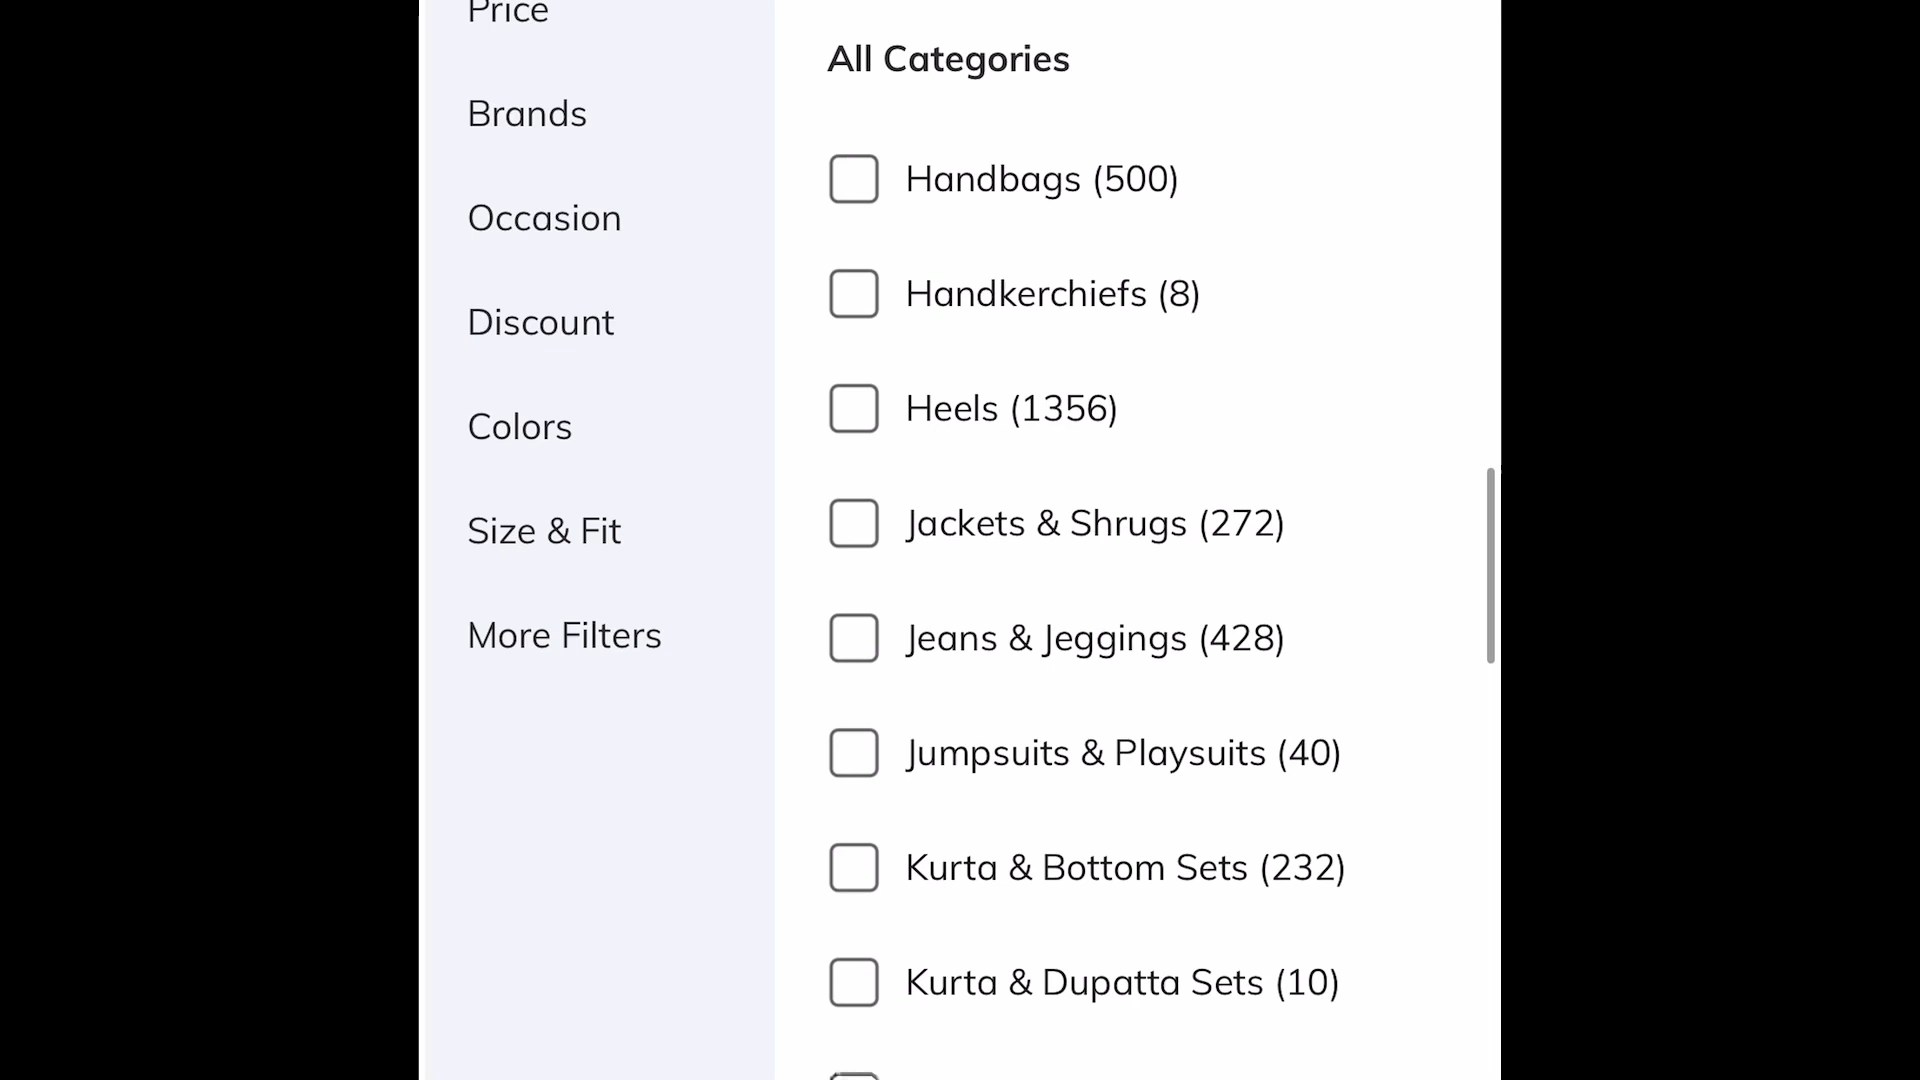 Price
Brands
Occasion
Discount
Colors
Size & Fit
More Filters
All Categories
Handbags (500)
Handkerchiefs (8)
Heels (1356)
Jackets & Shrugs (272)
Jeans & Jeggings (428)
Jumpsuits & Playsuits (40)
Kurta & Bottom Sets (232)
Kurta & Dupatta Sets (10)